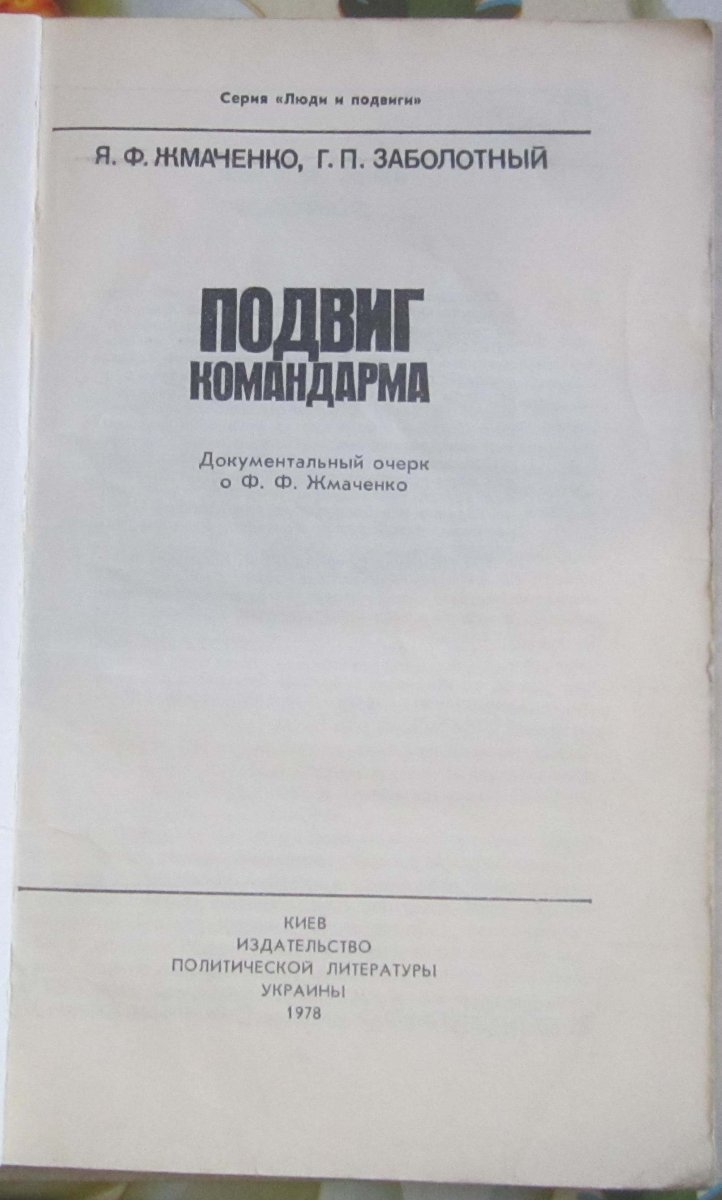 Серия «Люди и подвиги»
Я. Ф. ЖМАЧЕНКО, Г. П. ЗАБОЛОТНЫЙ
ПОДВИГ
КОМАНДАРМА
Документальный очерк
о Ф. Ф. Жмаченко
КИЕВ
ИЗДАТЕЛЬСТВО
ПОЛИТИЧЕСКОЙ ЛИТЕРАТУРЫ
УКРАИНЫ
1978